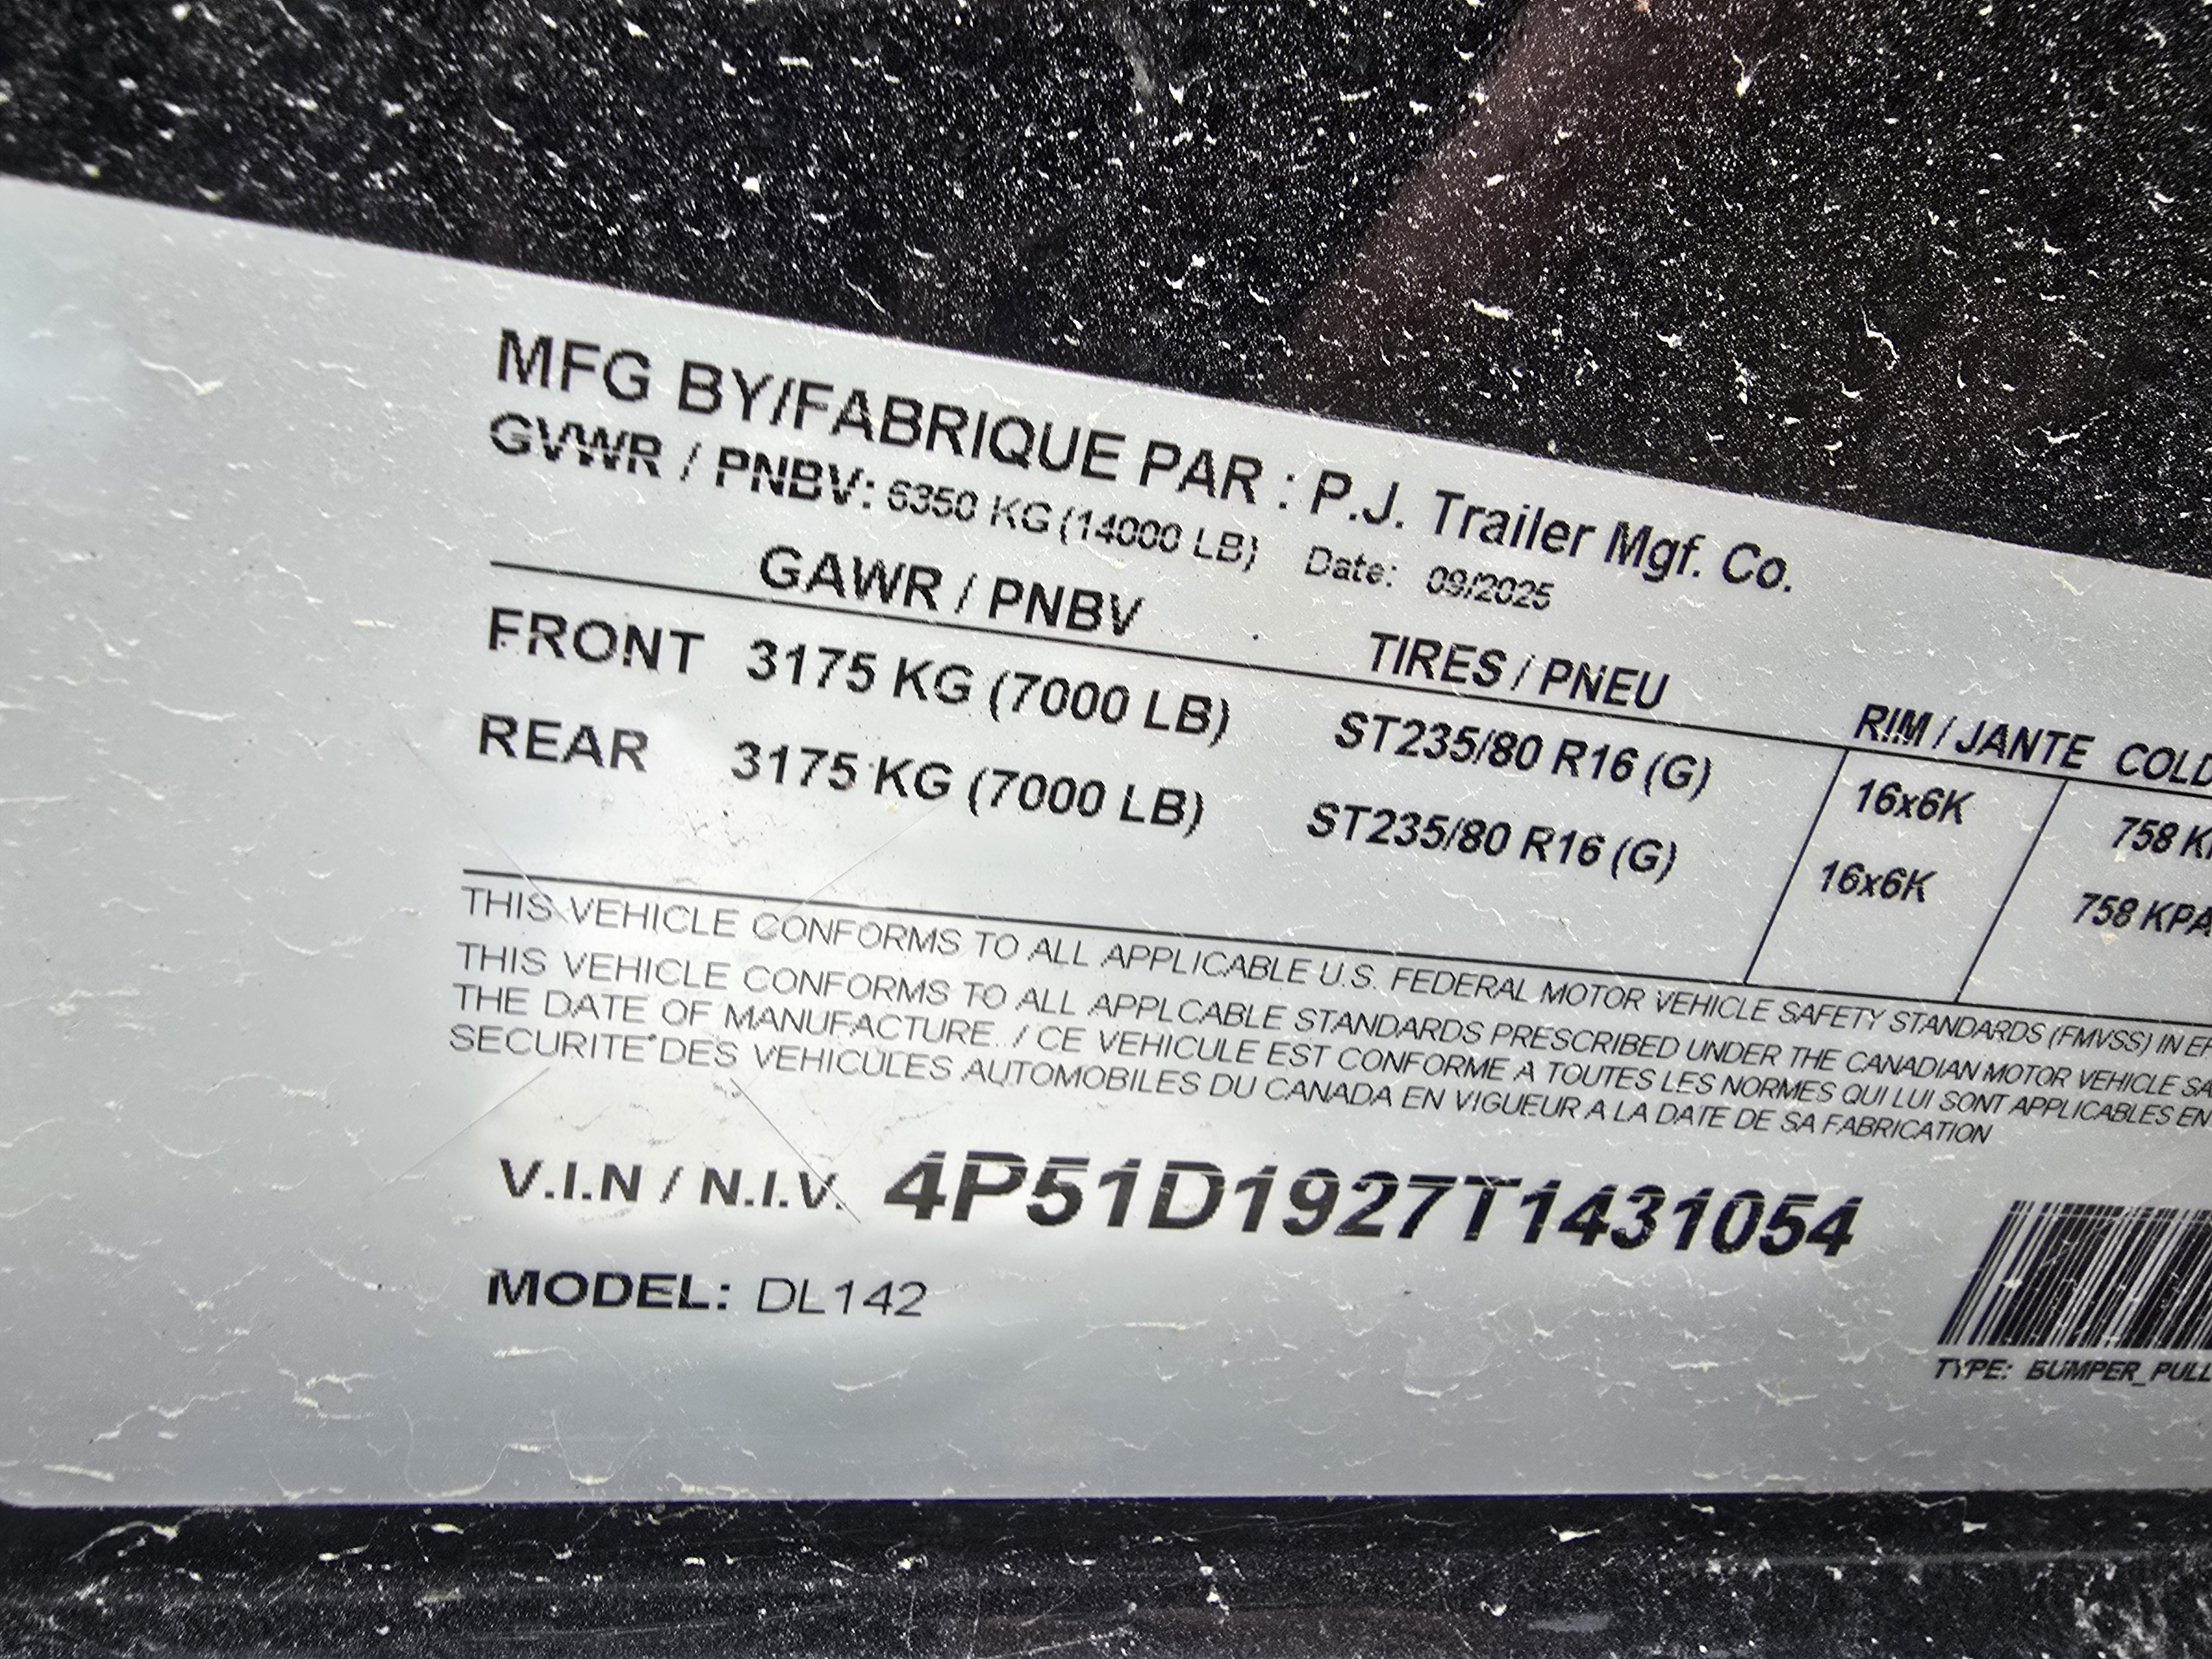 MFG BY/FABRIQUE PAR : P.J. Trailer Mgf. Co.
GVWR / PNBV: 6350 KG (14000 LB) Date: 09/2025
GAWR / PNBV TIRES / PNEU RIM / JANTE COLD
FRONT 3175 KG (7000 LB) ST235/80 R16 (G) 16x6K 758
REAR 3175 KG (7000 LB) ST235/80 R16 (G) 16x6K 758 KPA
THIS VEHICLE CONFORMS TO ALL APPLICABLE U.S. FEDERAL MOTOR VEHICLE SAFETY STANDARDS (FMVSS) IN
THIS VEHICLE CONFORMS TO ALL APPLCABLE STANDARDS PRESCRIBED UNDER THE CANADIAN MOTOR VEHICLE
THE DATE OF MANUFACTURE. / CE VEHICULE EST CONFORME A TOUTES LES NORMES QUI LUI SONT APPLICABLES EN
SECURITE DES VEHICULES AUTOMOBILES DU CANADA EN VIGUEUR A LA DATE DE SA FABRICATION
V.I.N / N.I.V. 4P51D1927T1431054
MODEL: DL142
TYPE: BUMPER_PULL